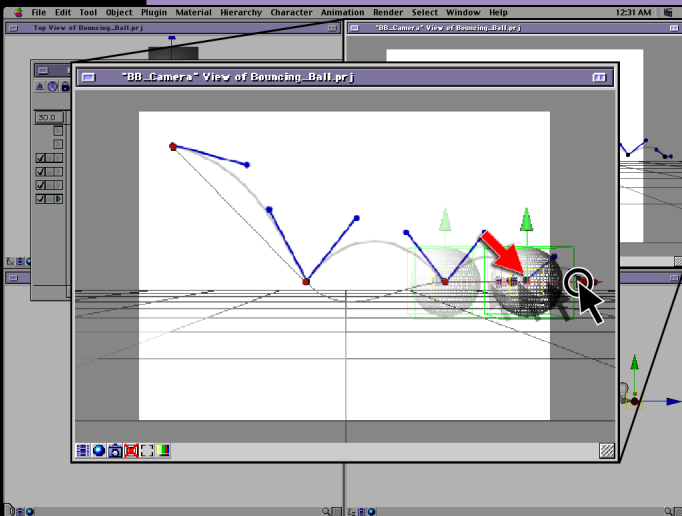 File Edit Tool Object Plugin Material Hierarchy Character Animation Render Select Window Help 12:31 AM
Top View of Bouncing_Ball.prj
"BB_Camera" View of Bouncing_Ball.prj
"BB_Camera" View of Bouncing_Ball.prj
30.0